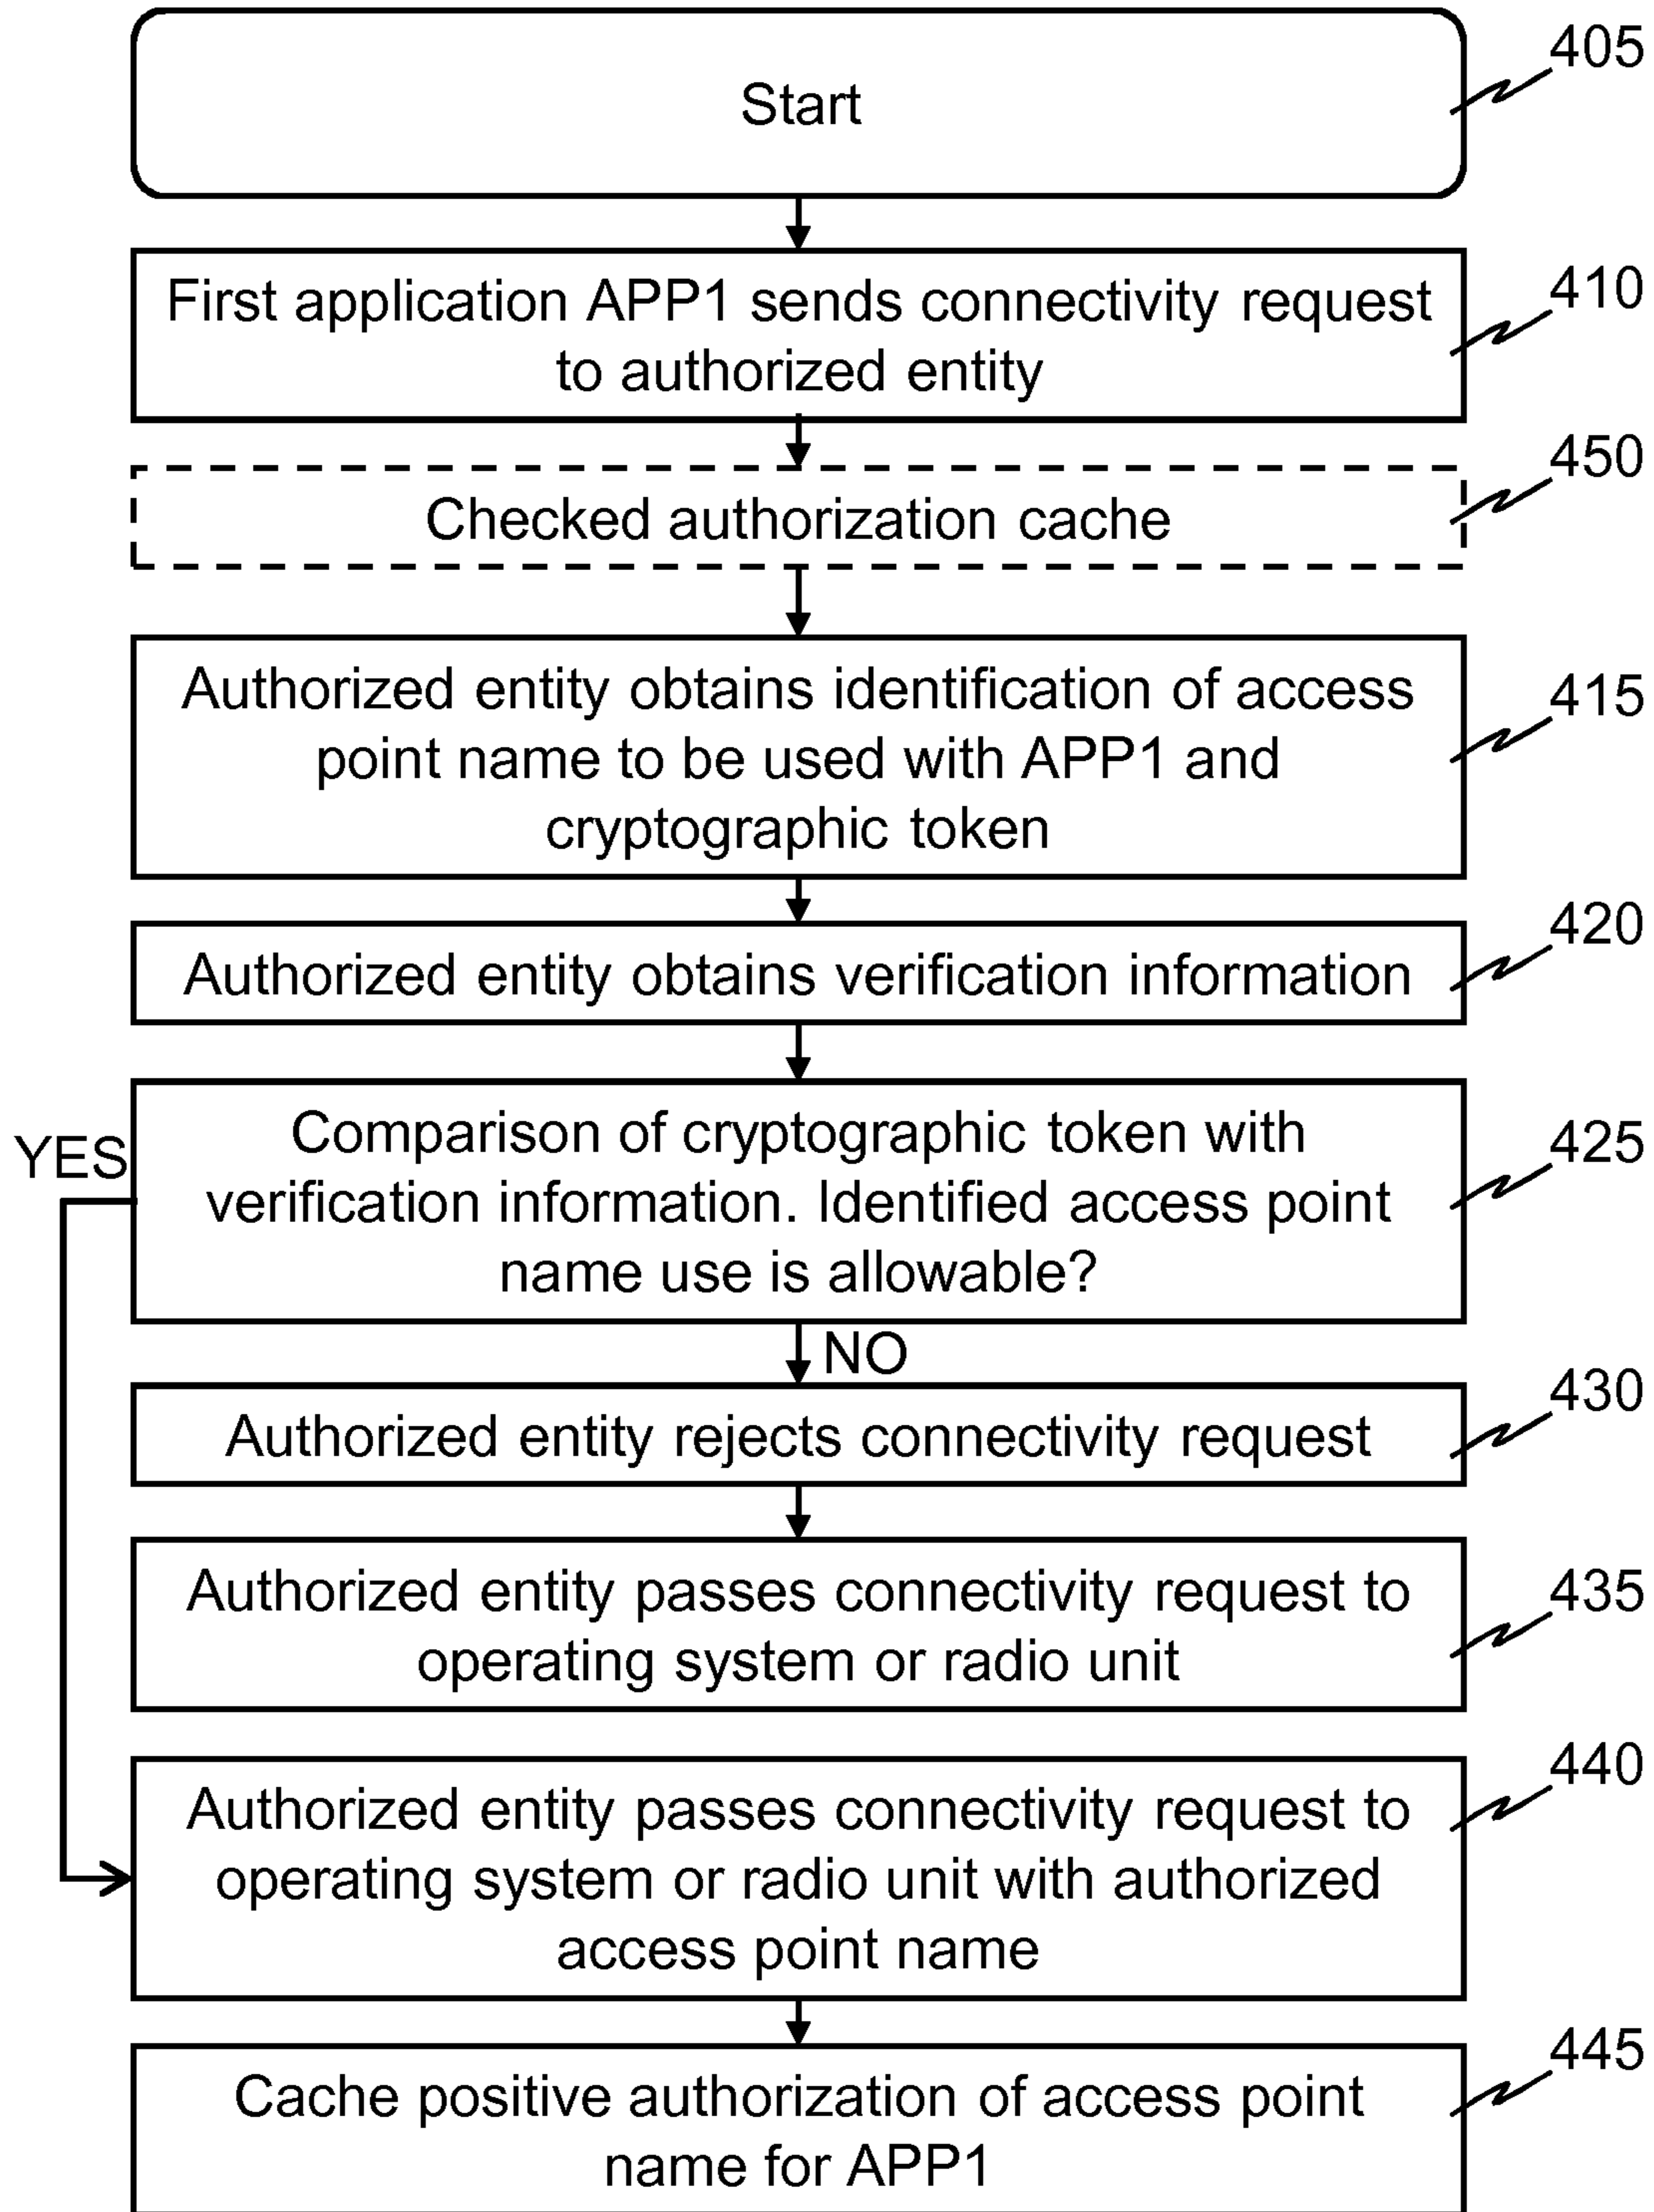 Start
405
First application APP1 sends connectivity request
to authorized entity
410
Checked authorization cache
450
Authorized entity obtains identification of access
point name to be used with APP1 and
cryptographic token
415
Authorized entity obtains verification information
420
YES
Comparison of cryptographic token with
verification information. Identified access point
name use is allowable?
425
NO
Authorized entity rejects connectivity request
430
Authorized entity passes connectivity request to
operating system or radio unit
435
Authorized entity passes connectivity request to
operating system or radio unit with authorized
access point name
440
Cache positive authorization of access point
name for APP1
445